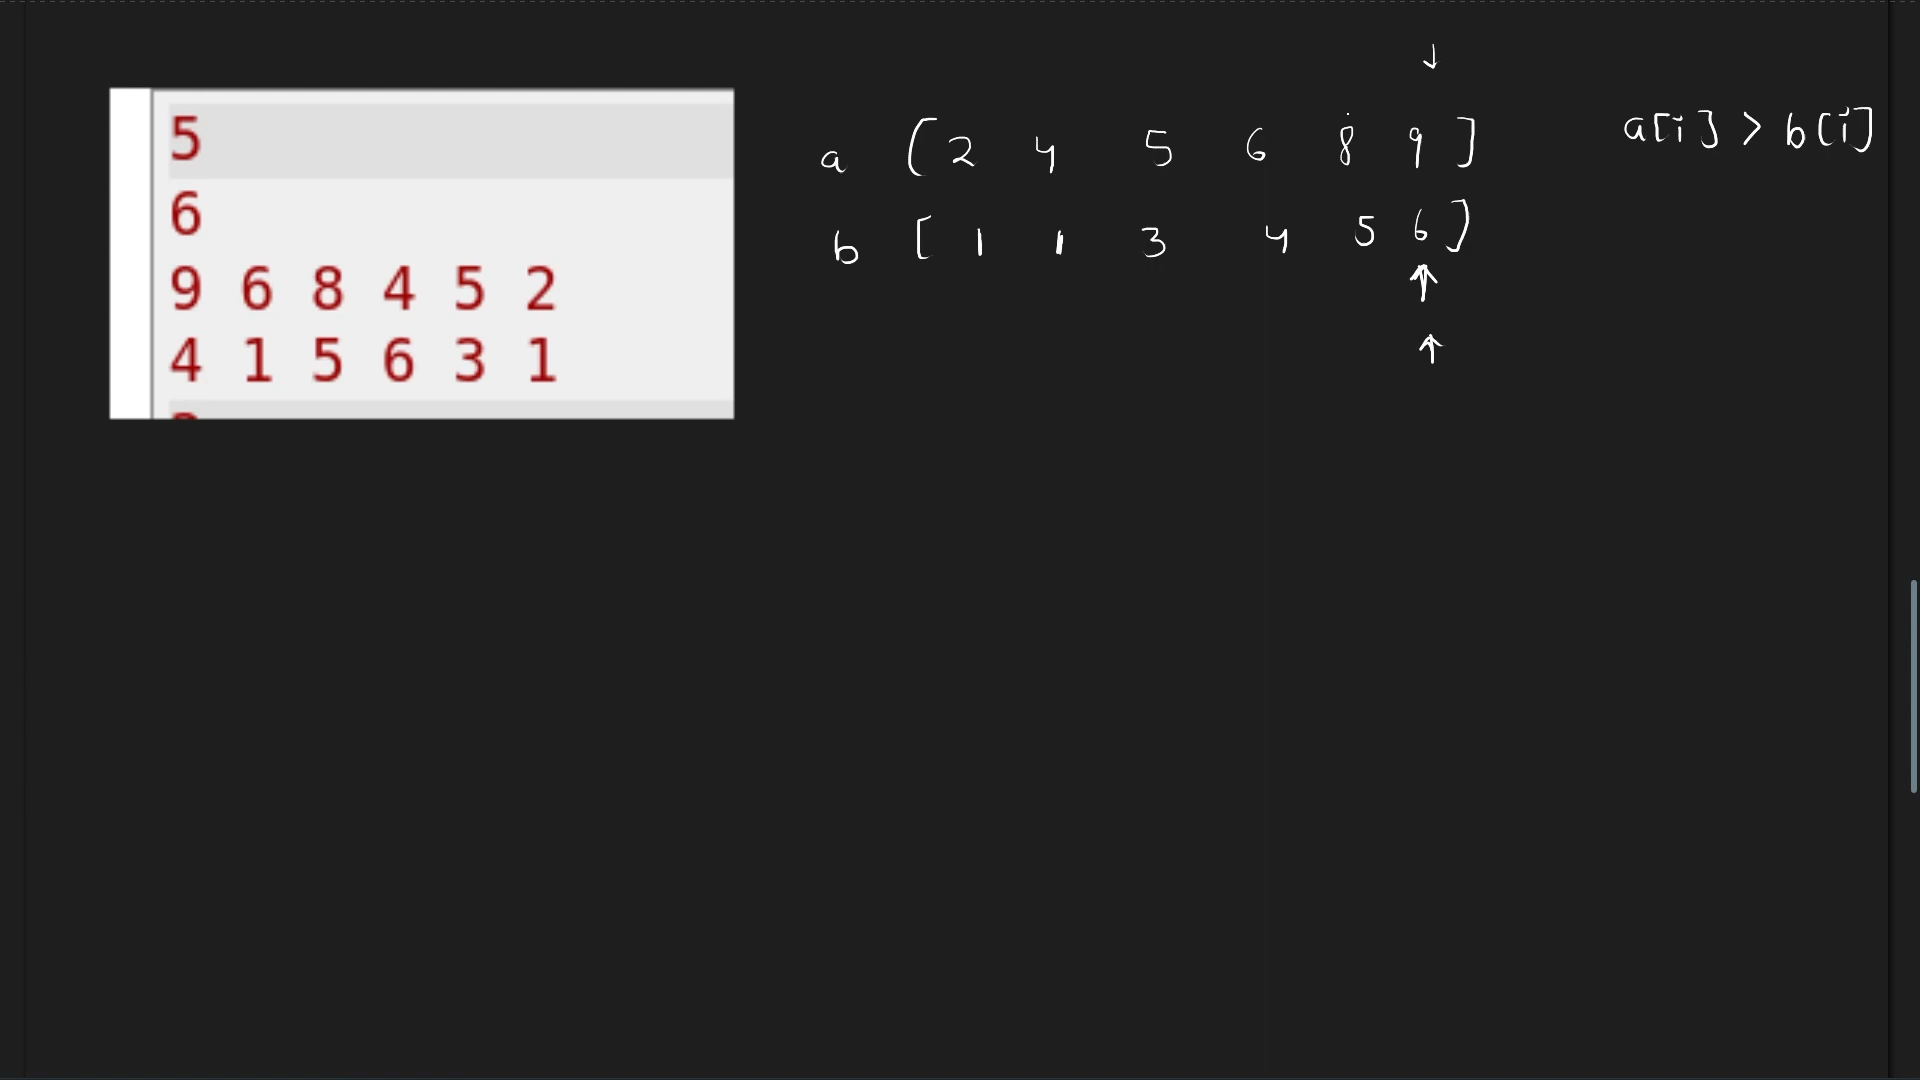 5
6
9 6 8 4 5 2
4 1 5 6 3 1
a [ 2 4 5 6 8 9 ]
b [ 1 1 3 4 5 6 ]
a[i] > b[i]